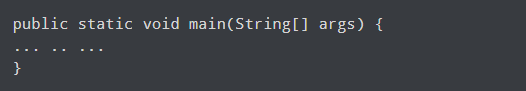 public static void main(String[] args) {
... .. ...
}